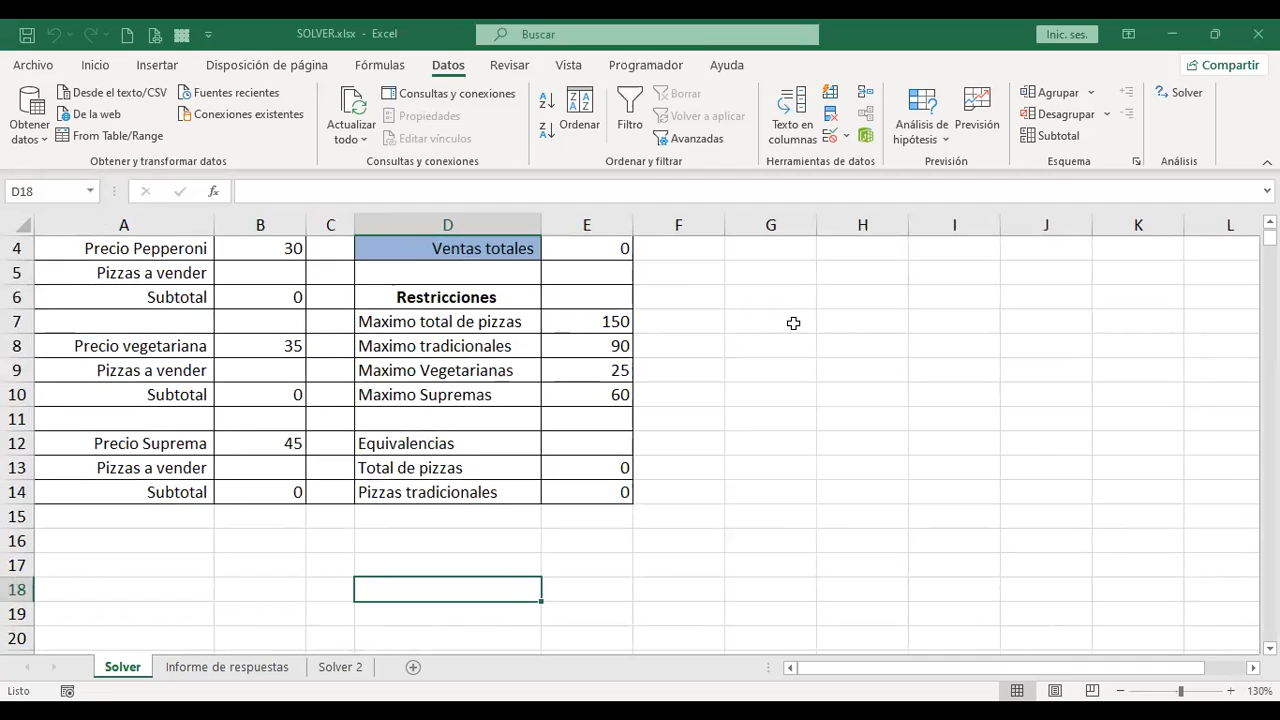 SOLVER.xlsx - Excel
Buscar
Inic. ses.
Archivo Inicio Insertar Disposición de página Fórmulas Datos Revisar Vista Programador Ayuda
Compartir
Obtener datos
Desde el texto/CSV
De la web
From Table/Range
Fuentes recientes
Conexiones existentes
Obtener y transformar datos
Actualizar todo
Consultas y conexiones
Propiedades
Editar vínculos
Consultas y conexiones
Ordenar
Filtro
Borrar
Volver a aplicar
Avanzadas
Ordenar y filtrar
Texto en columnas
Herramientas de datos
Análisis de hipótesis
Previsión
Previsión
Agrupar
Desagrupar
Subtotal
Esquema
Solver
Análisis
D18
fx
A B C D E F G H I J K L
4 Precio Pepperoni 30 Ventas totales 0
5 Pizzas a vender
6 Subtotal 0 Restricciones
7 Maximo total de pizzas 150
8 Precio vegetariana 35 Maximo tradicionales 90
9 Pizzas a vender Maximo Vegetarianas 25
10 Subtotal 0 Maximo Supremas 60
11
12 Precio Suprema 45 Equivalencias
13 Pizzas a vender Total de pizzas 0
14 Subtotal 0 Pizzas tradicionales 0
15
16
17
18
19
20
Solver Informe de respuestas Solver 2
Listo
130%